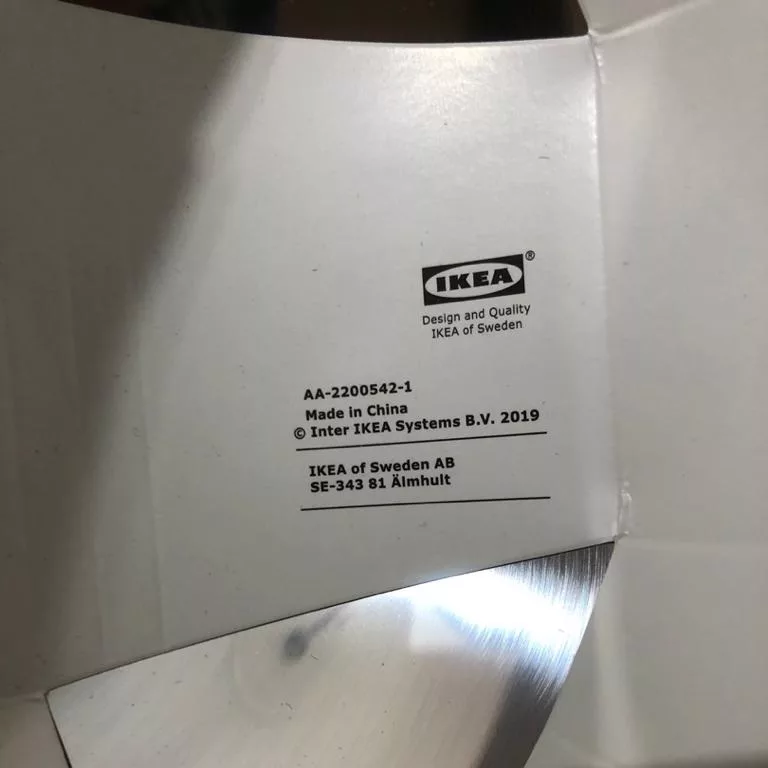 IKEA®
Design and Quality
IKEA of Sweden
AA-2200542-1
Made in China
© Inter IKEA Systems B.V. 2019
IKEA of Sweden AB
SE-343 81 Älmhult